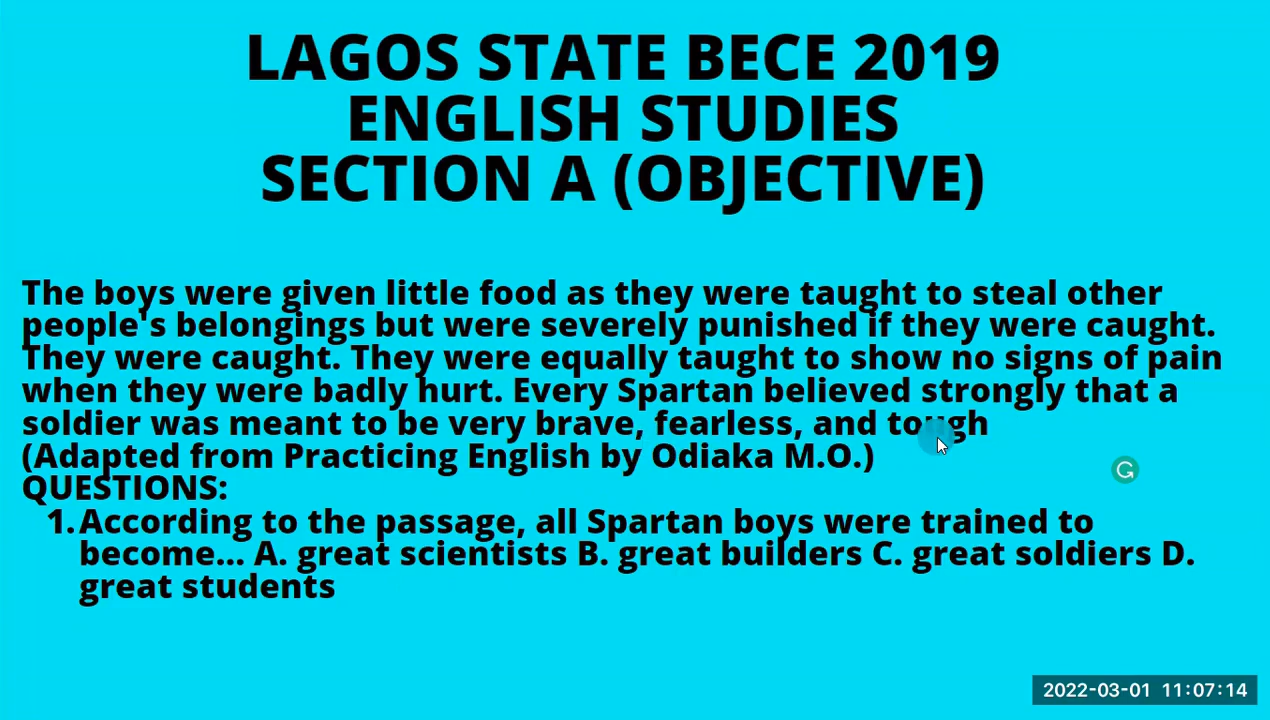 LAGOS STATE BECE 2019
ENGLISH STUDIES
SECTION A (OBJECTIVE)
The boys were given little food as they were taught to steal other
people's belongings but were severely punished if they were caught.
They were caught. They were equally taught to show no signs of pain
when they were badly hurt. Every Spartan believed strongly that a
soldier was meant to be very brave, fearless, and tough
(Adapted from Practicing English by Odiaka M.O.)
QUESTIONS:
1. According to the passage, all Spartan boys were trained to
become... A. great scientists B. great builders C. great soldiers D.
great students
2022-03-01 11:07:14